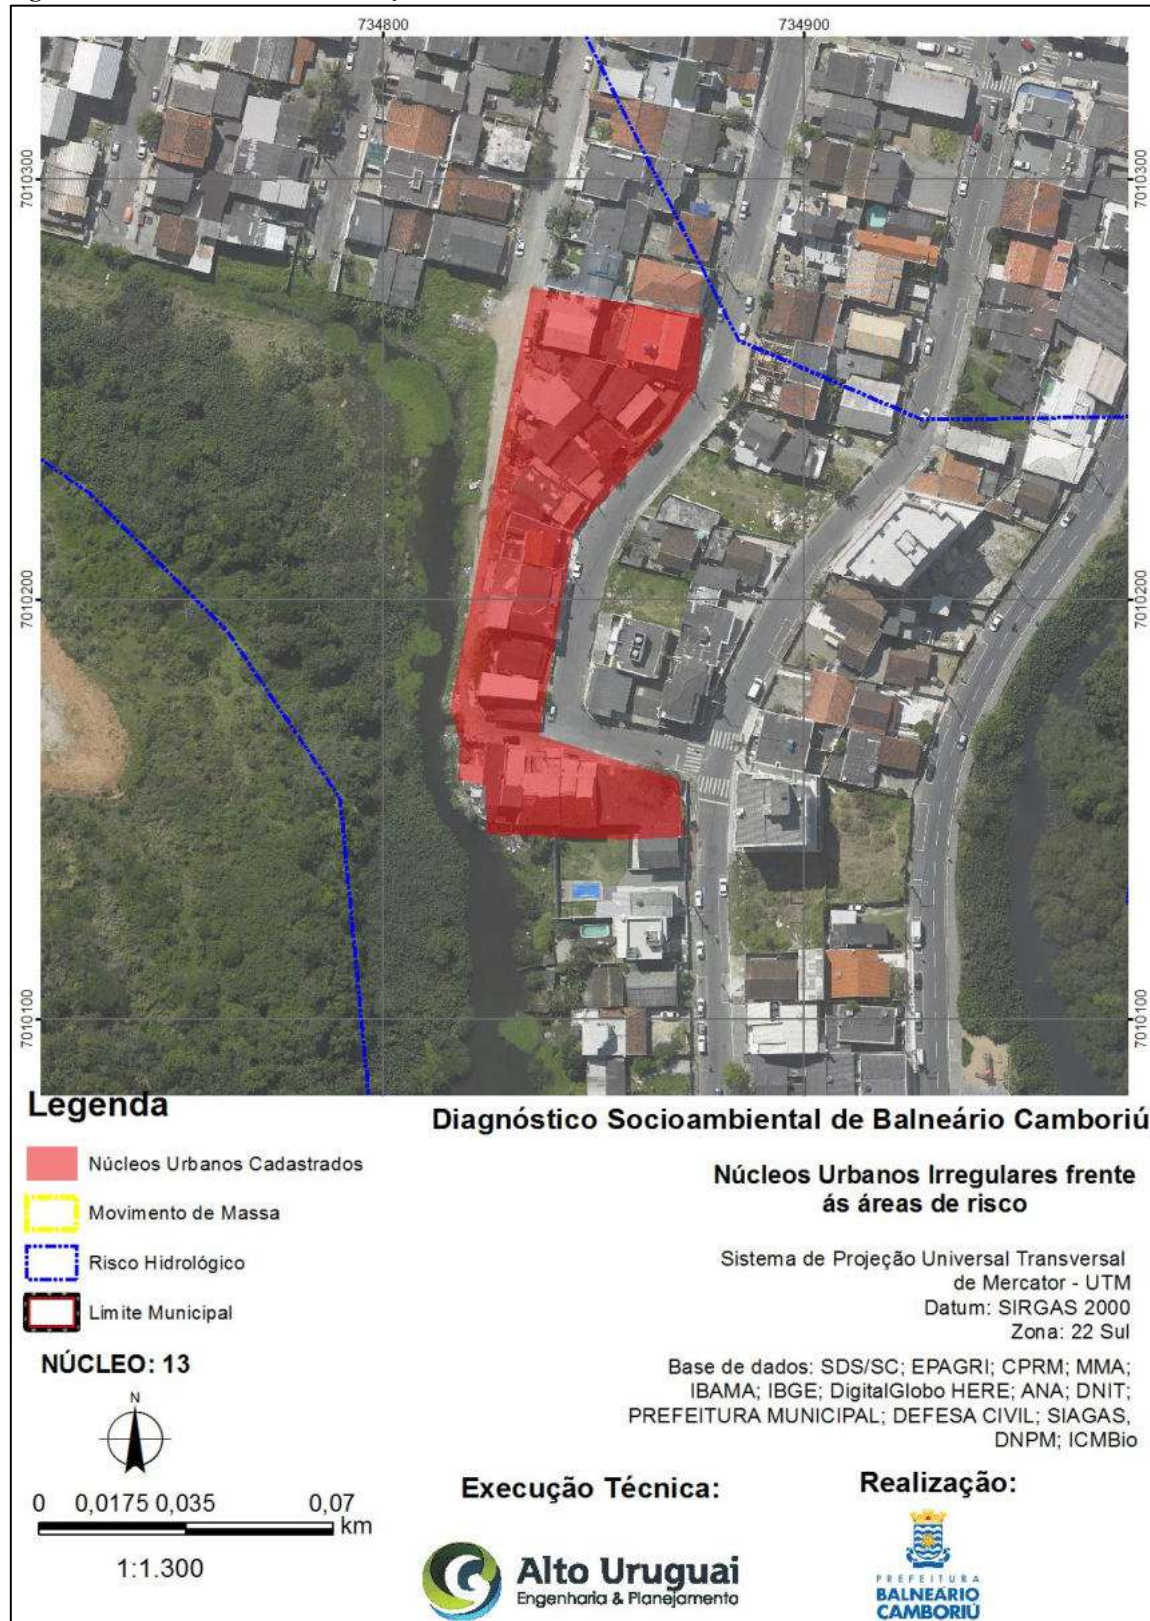 734800
734900
7010300
7010300
7010200
7010200
7010100
7010100
Legenda
Núcleos Urbanos Cadastrados
Movimento de Massa
Risco Hidrológico
Limite Municipal
NÚCLEO: 13
N
0 0,0175 0,035 0,07
km
1:1.300
Diagnóstico Socioambiental de Balneário Camboriú
Núcleos Urbanos Irregulares frente
ás áreas de risco
Sistema de Projeção Universal Transversal
de Mercator - UTM
Datum: SIRGAS 2000
Zona: 22 Sul
Base de dados: SDS/SC; EPAGRI; CPRM; MMA;
IBAMA; IBGE; DigitalGlobo HERE; ANA; DNIT;
PREFEITURA MUNICIPAL; DEFESA CIVIL; SIAGAS,
DNPM; ICMBio
Execução Técnica:
Alto Uruguai
Engenharia & Planejamento
Realização:
PREFEITURA
BALNEÁRIO
CAMBORIÚ